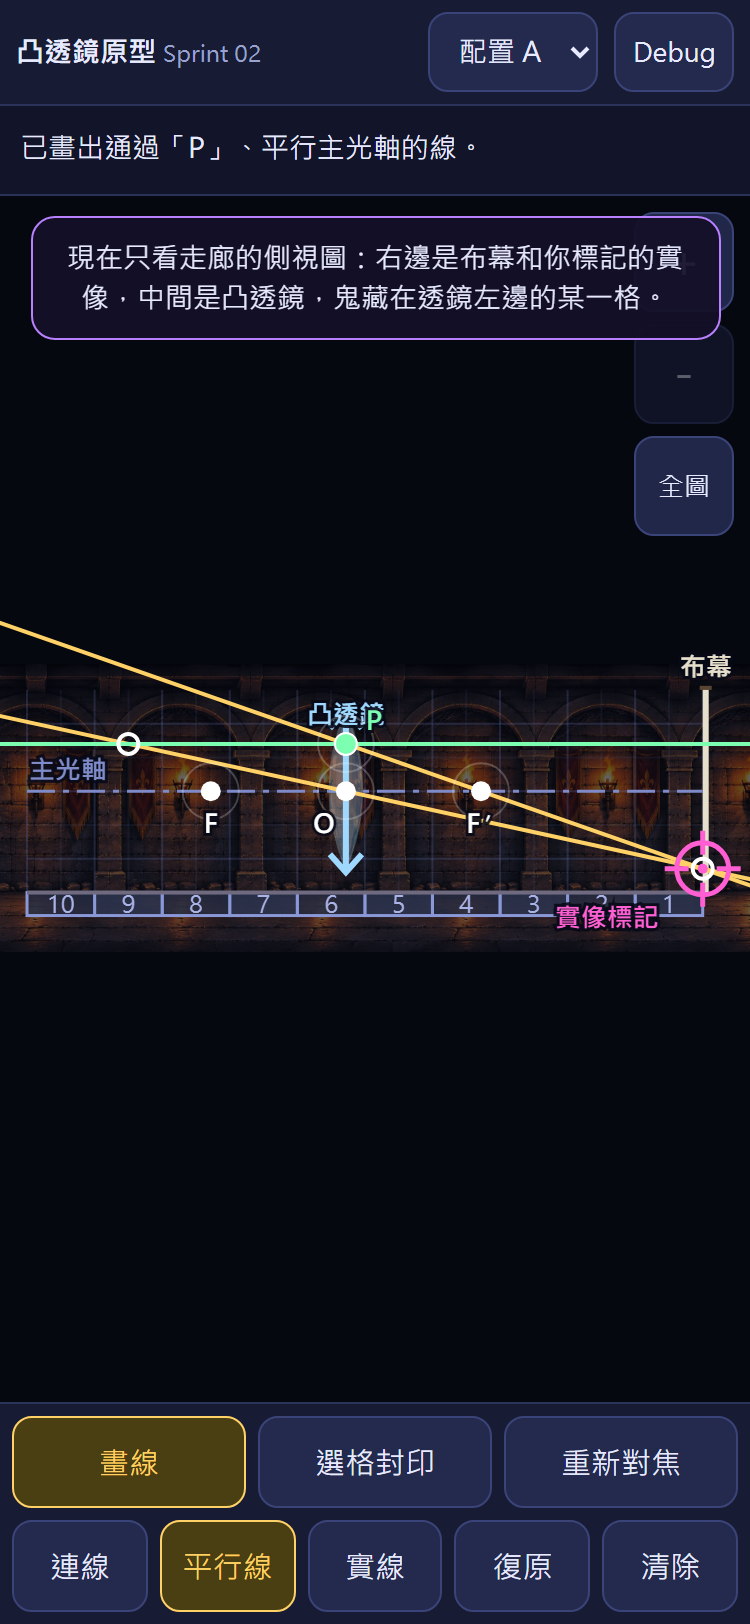 凸透鏡原型 Sprint 02
配置 A
Debug
已畫出通過「P」、平行主光軸的線。
現在只看走廊的側視圖：右邊是布幕和你標記的實
像，中間是凸透鏡，鬼藏在透鏡左邊的某一格。
−
全圖
布幕
凸透鏡
P
主光軸
F
O
F′
10 9 8 7 6 5 4 3 2 1
實像標記
畫線
選格封印
重新對焦
連線
平行線
實線
復原
清除